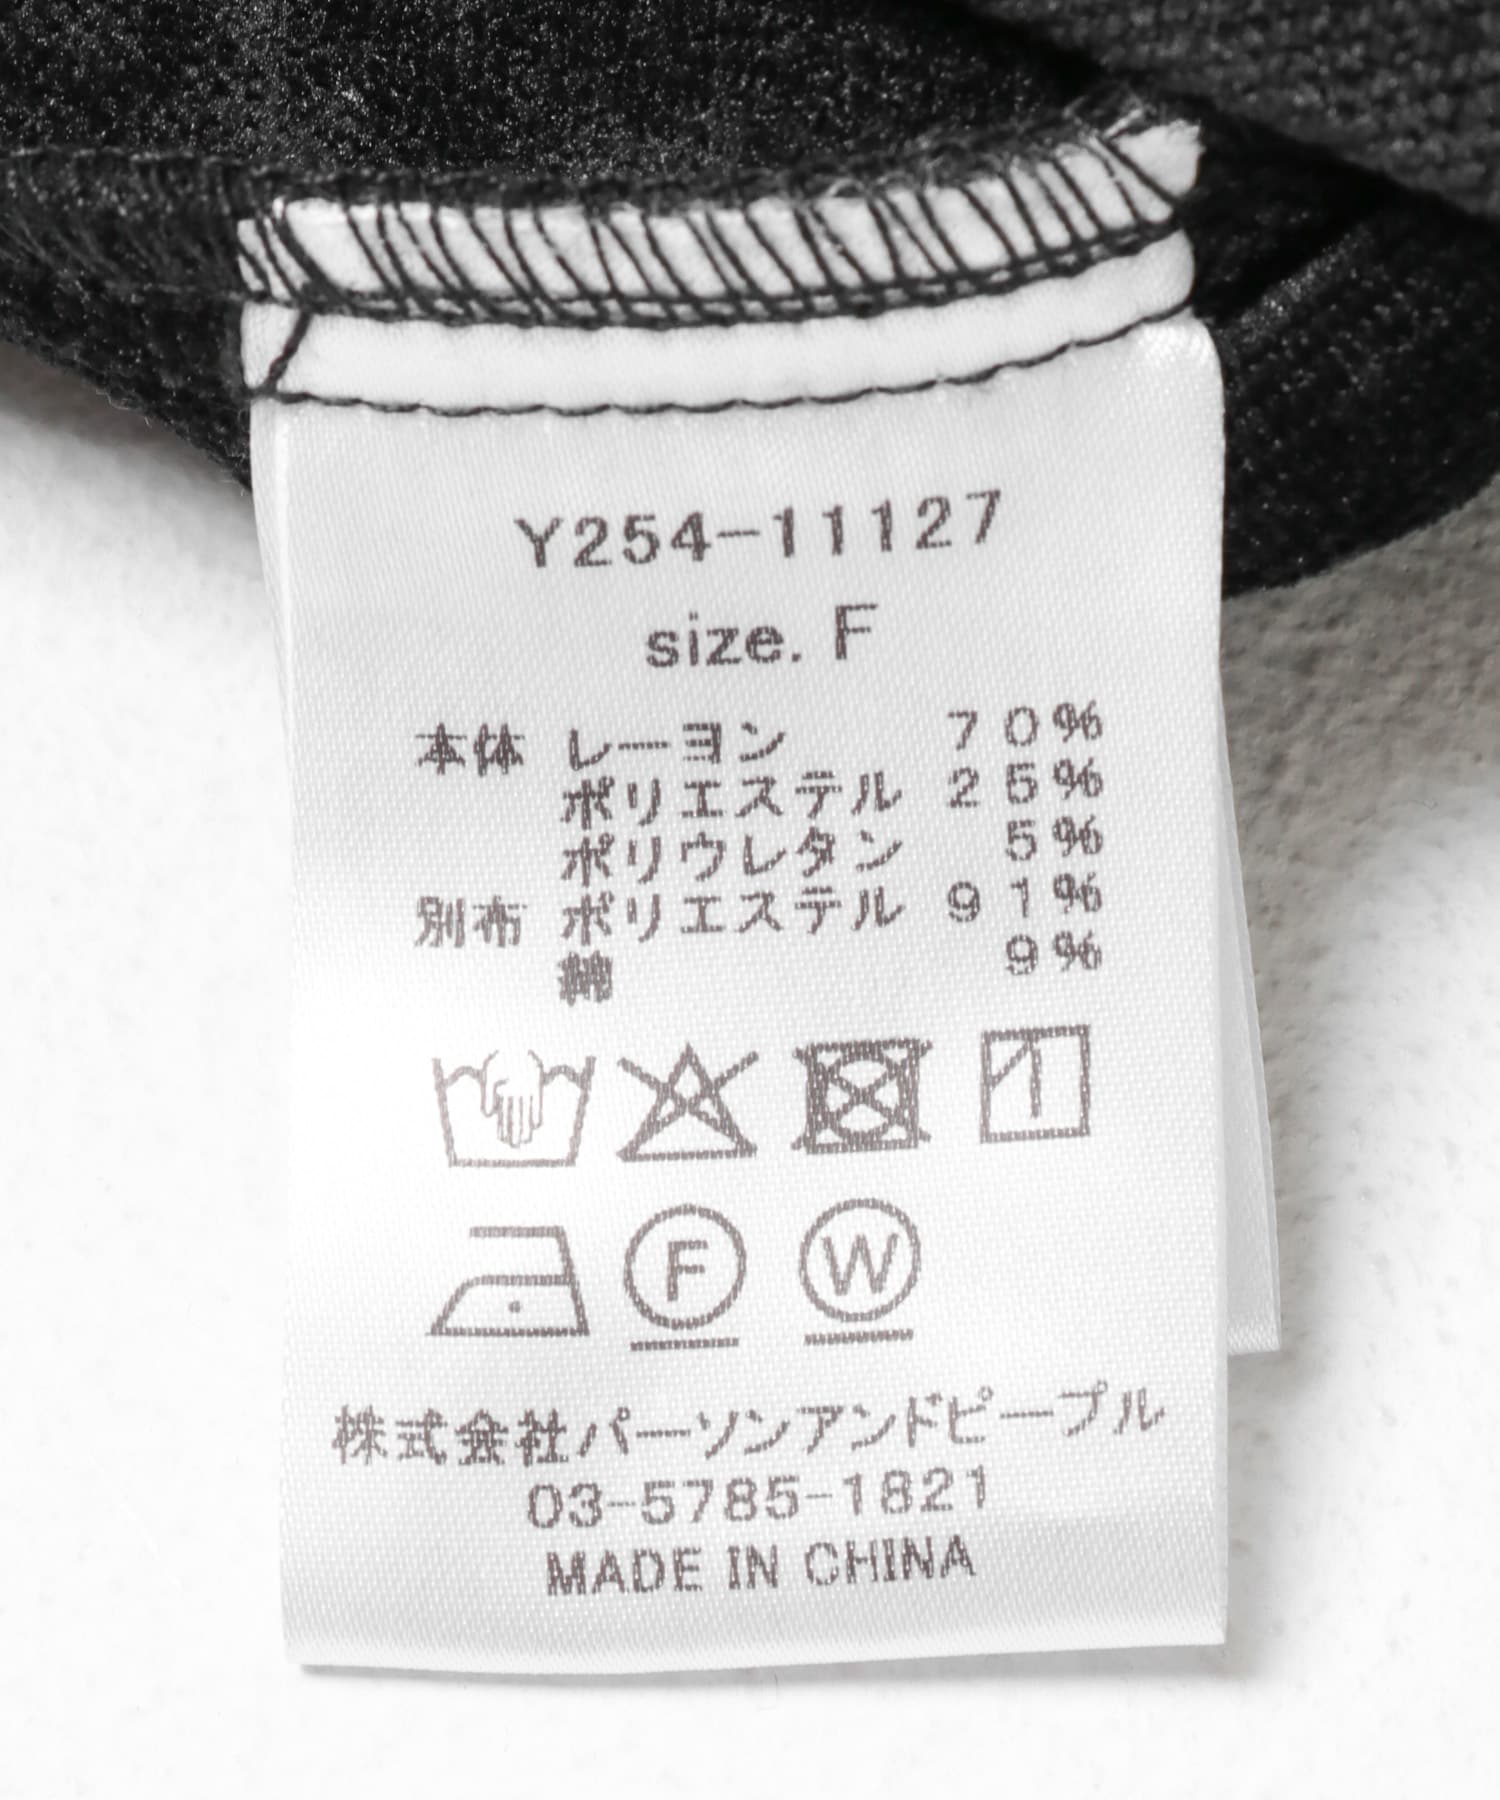 Y254-11127
size. F
本体 レーヨン 70%
ポリエステル 25%
ポリウレタン 5%
別布 ポリエステル 91%
綿 9%
F W
株式会社パーソンアンドピープル
03-5785-1821
MADE IN CHINA